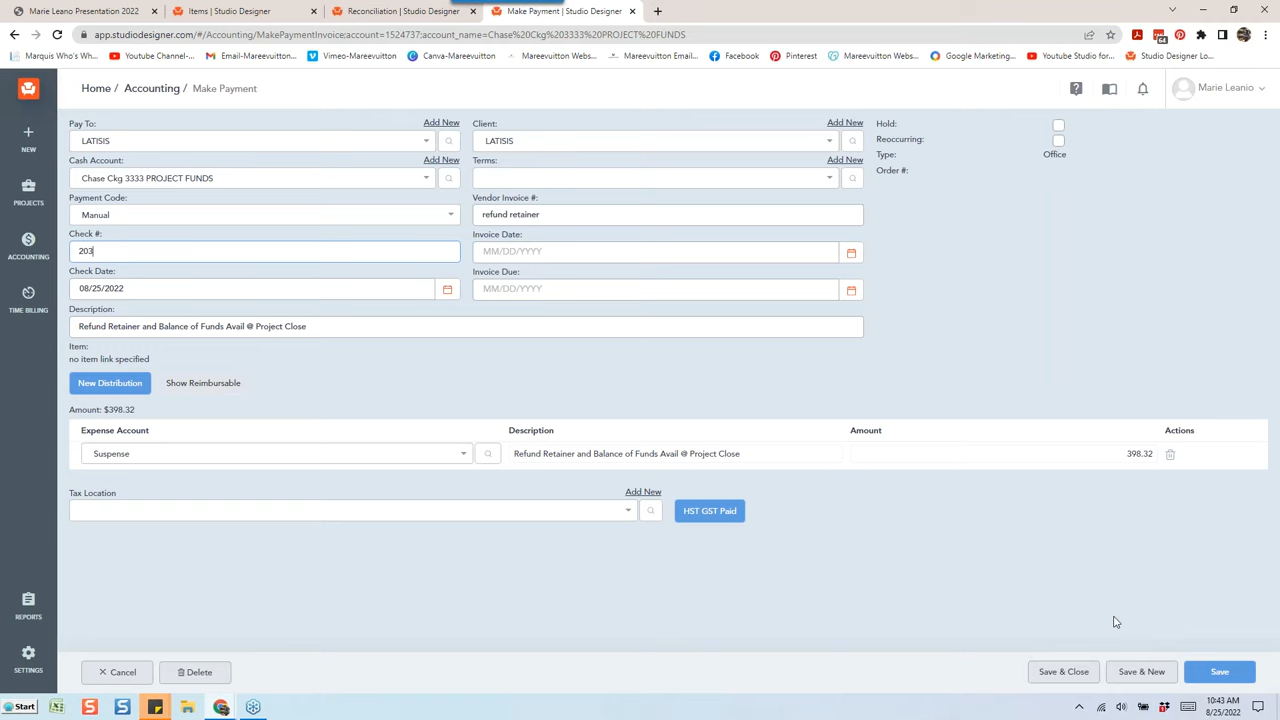 Marie Leano Presentation 2022
Items | Studio Designer
Reconciliation | Studio Designer
Make Payment | Studio Designer
app.studiodesigner.com/#/Accounting/MakePaymentInvoice:account=1524737:account_name=Chase%20Ckg%203333%20PROJECT%20FUNDS
Marquis Who's Who...
Youtube Channel-...
Email-Mareevuitton...
Vimeo-Mareevuitton
Canva-Mareevuitton
Mareevuitton Webs...
Mareevuitton Email...
Facebook
Pinterest
Mareevuitton Webs...
Google Marketing...
Youtube Studio for...
Studio Designer Lo...
Home / Accounting / Make Payment
Marie Leanio
NEW
PROJECTS
ACCOUNTING
TIME BILLING
REPORTS
SETTINGS
Pay To: Add New
LATISIS
Client: Add New
LATISIS
Hold:
Reoccurring:
Type: Office
Order #:
Cash Account: Add New
Chase Ckg 3333 PROJECT FUNDS
Terms: Add New
Payment Code:
Manual
Vendor Invoice #:
refund retainer
Check #:
203
Invoice Date:
MM/DD/YYYY
Check Date:
08/25/2022
Invoice Due:
MM/DD/YYYY
Description:
Refund Retainer and Balance of Funds Avail @ Project Close
Item:
no item link specified
New Distribution Show Reimbursable
Amount: $398.32
Expense Account Description Amount Actions
Suspense Refund Retainer and Balance of Funds Avail @ Project Close 398.32
Tax Location Add New
HST GST Paid
Cancel Delete Save & Close Save & New Save
Start
10:43 AM
8/25/2022